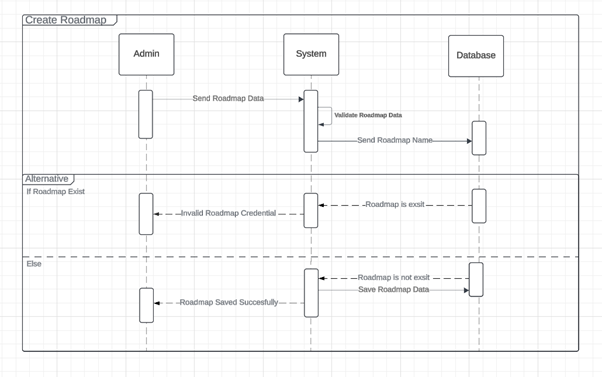 Create Roadmap
Admin
System
Database
Send Roadmap Data
Validate Roadmap Data
Send Roadmap Name
Alternative
If Roadmap Exist
Roadmap is exsit
Invalid Roadmap Credential
Else
Roadmap is not exsit
Save Roadmap Data
Roadmap Saved Succesfully